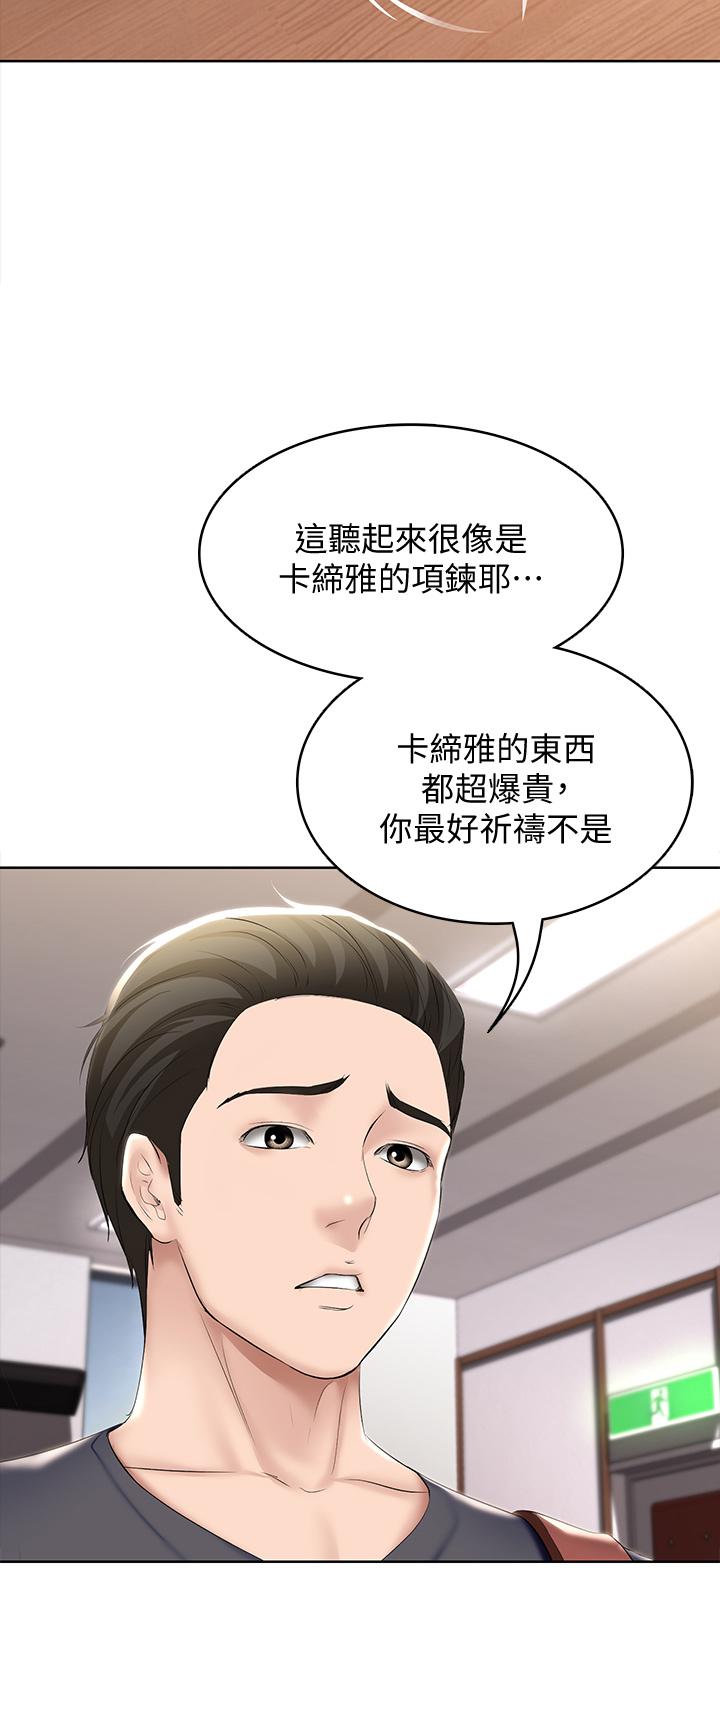 這聽起來很像是
卡締雅的項鍊耶…
卡締雅的東西
都超爆貴,
你最好祈禱不是